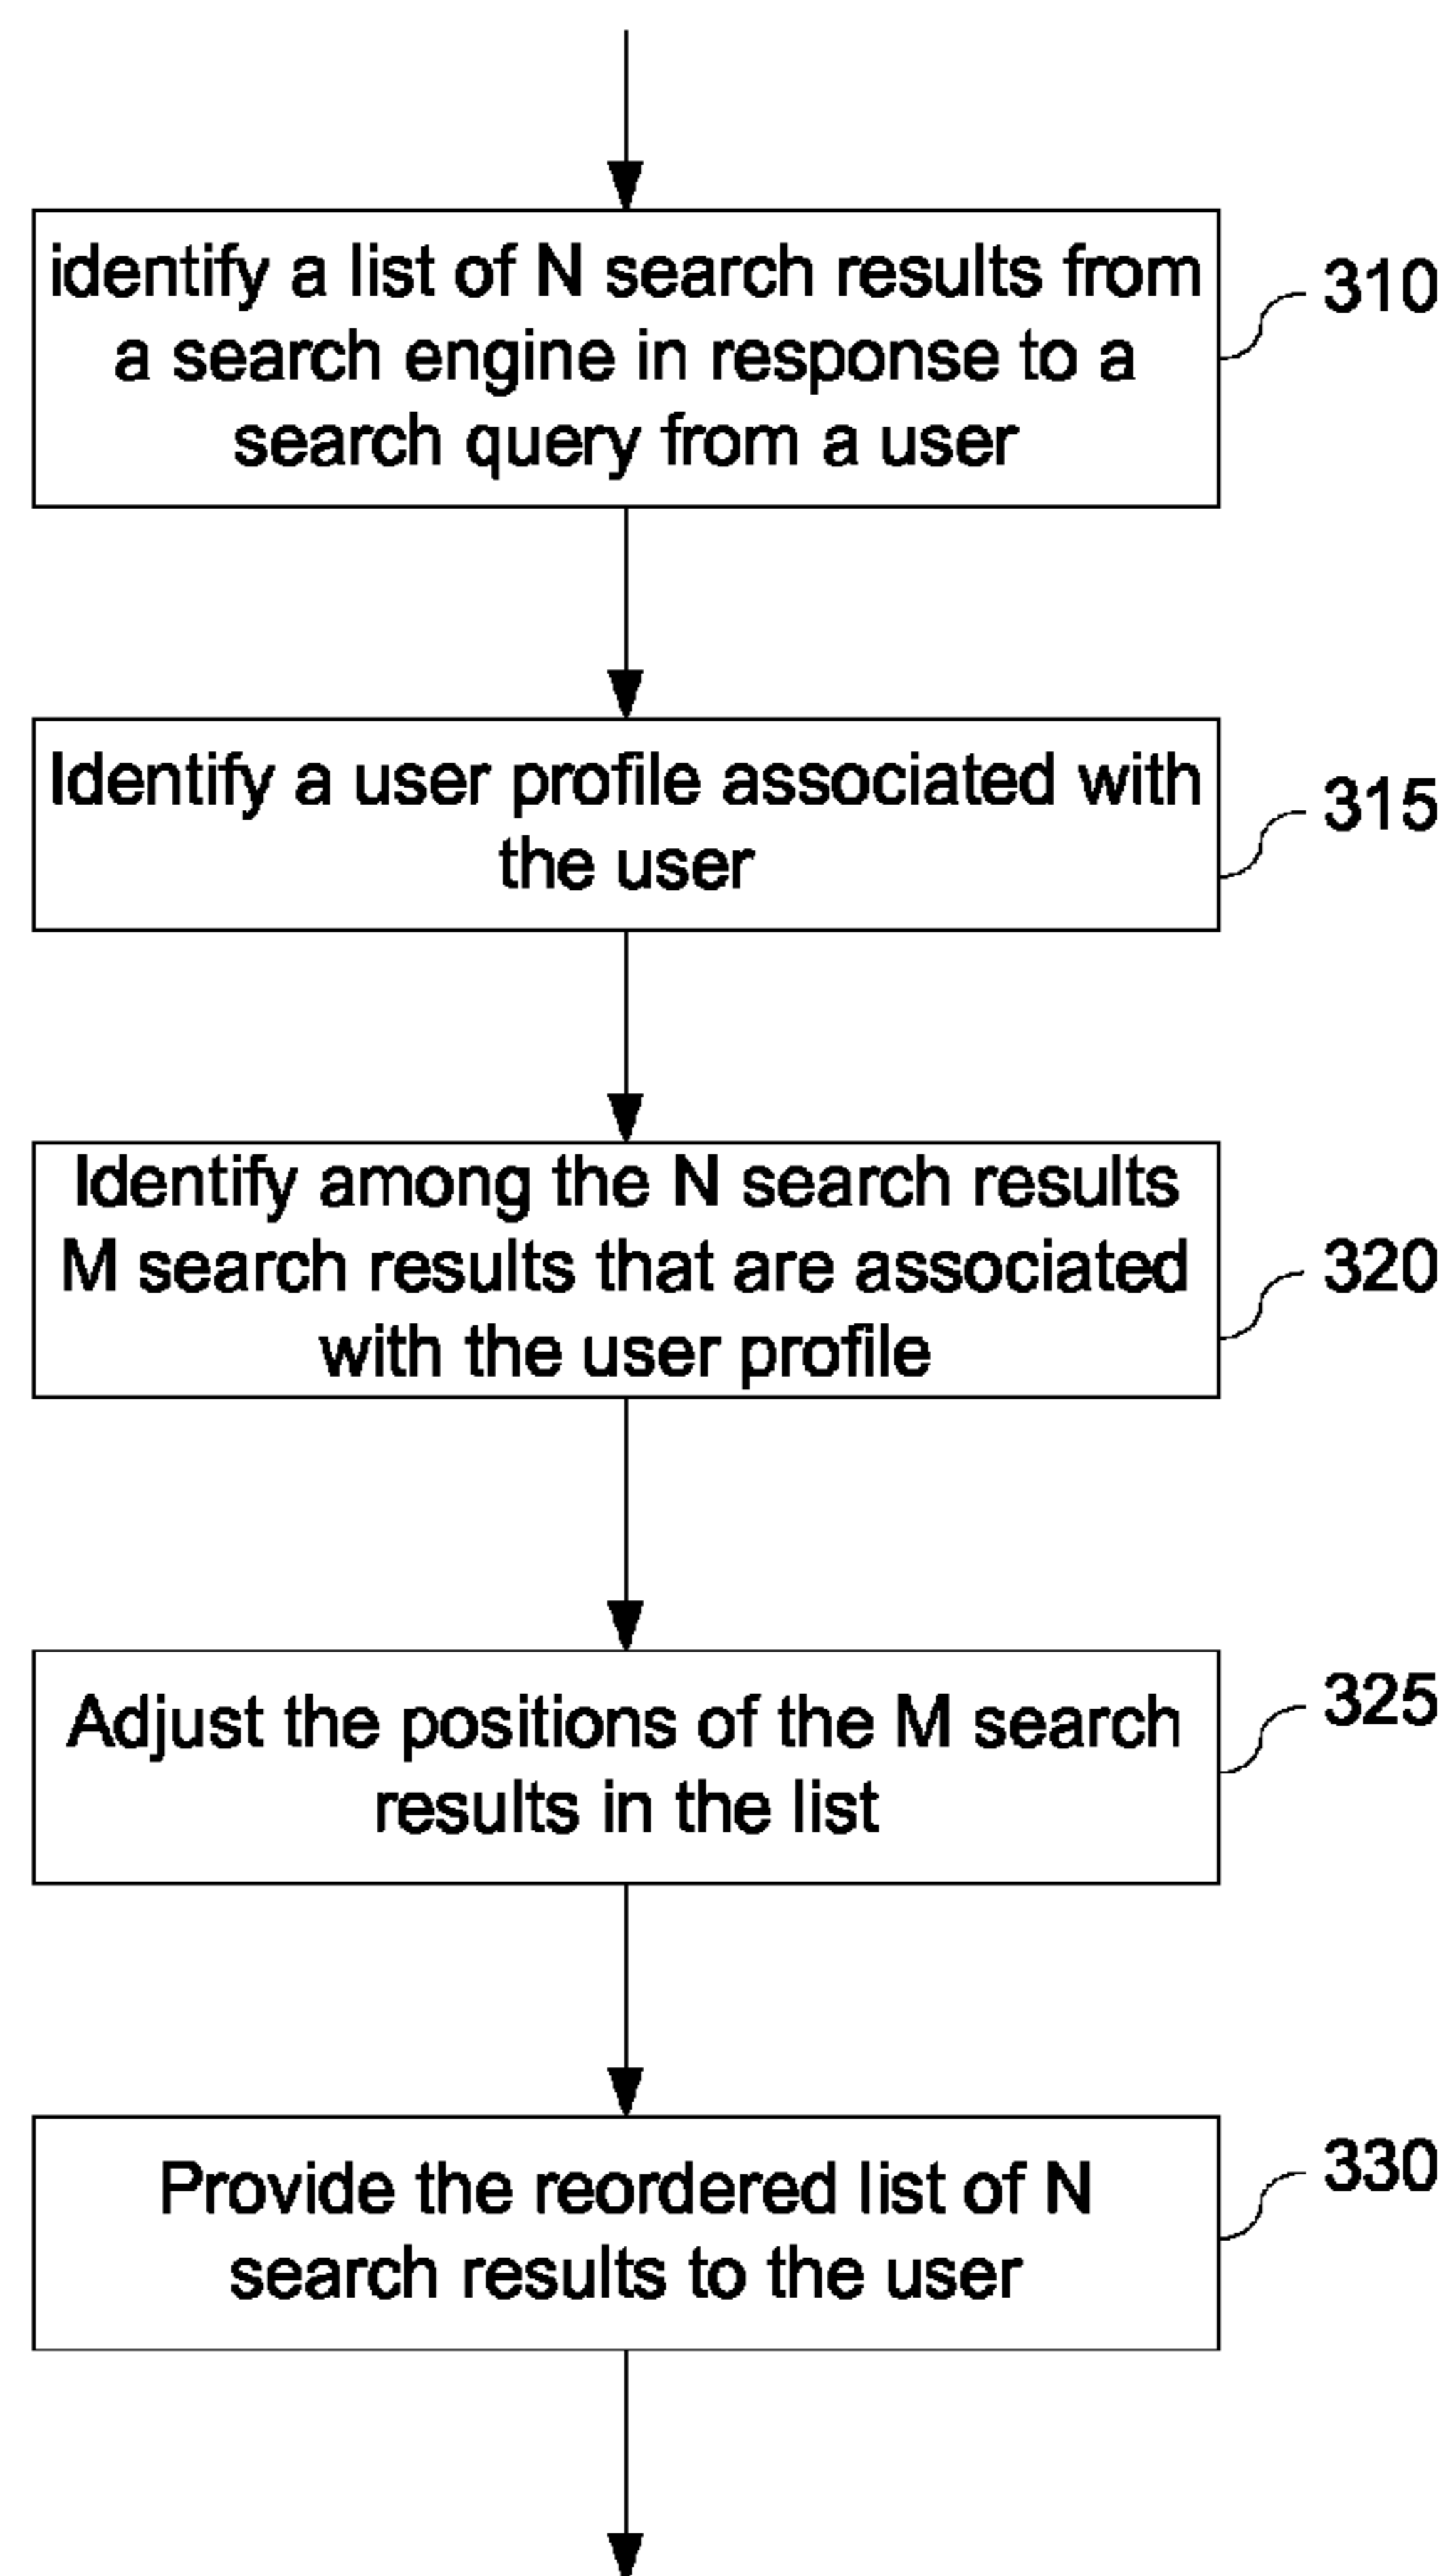 identify a list of N search results from
a search engine in response to a
search query from a user
310
Identify a user profile associated with
the user
315
Identify among the N search results
M search results that are associated
with the user profile
320
Adjust the positions of the M search
results in the list
325
Provide the reordered list of N
search results to the user
330